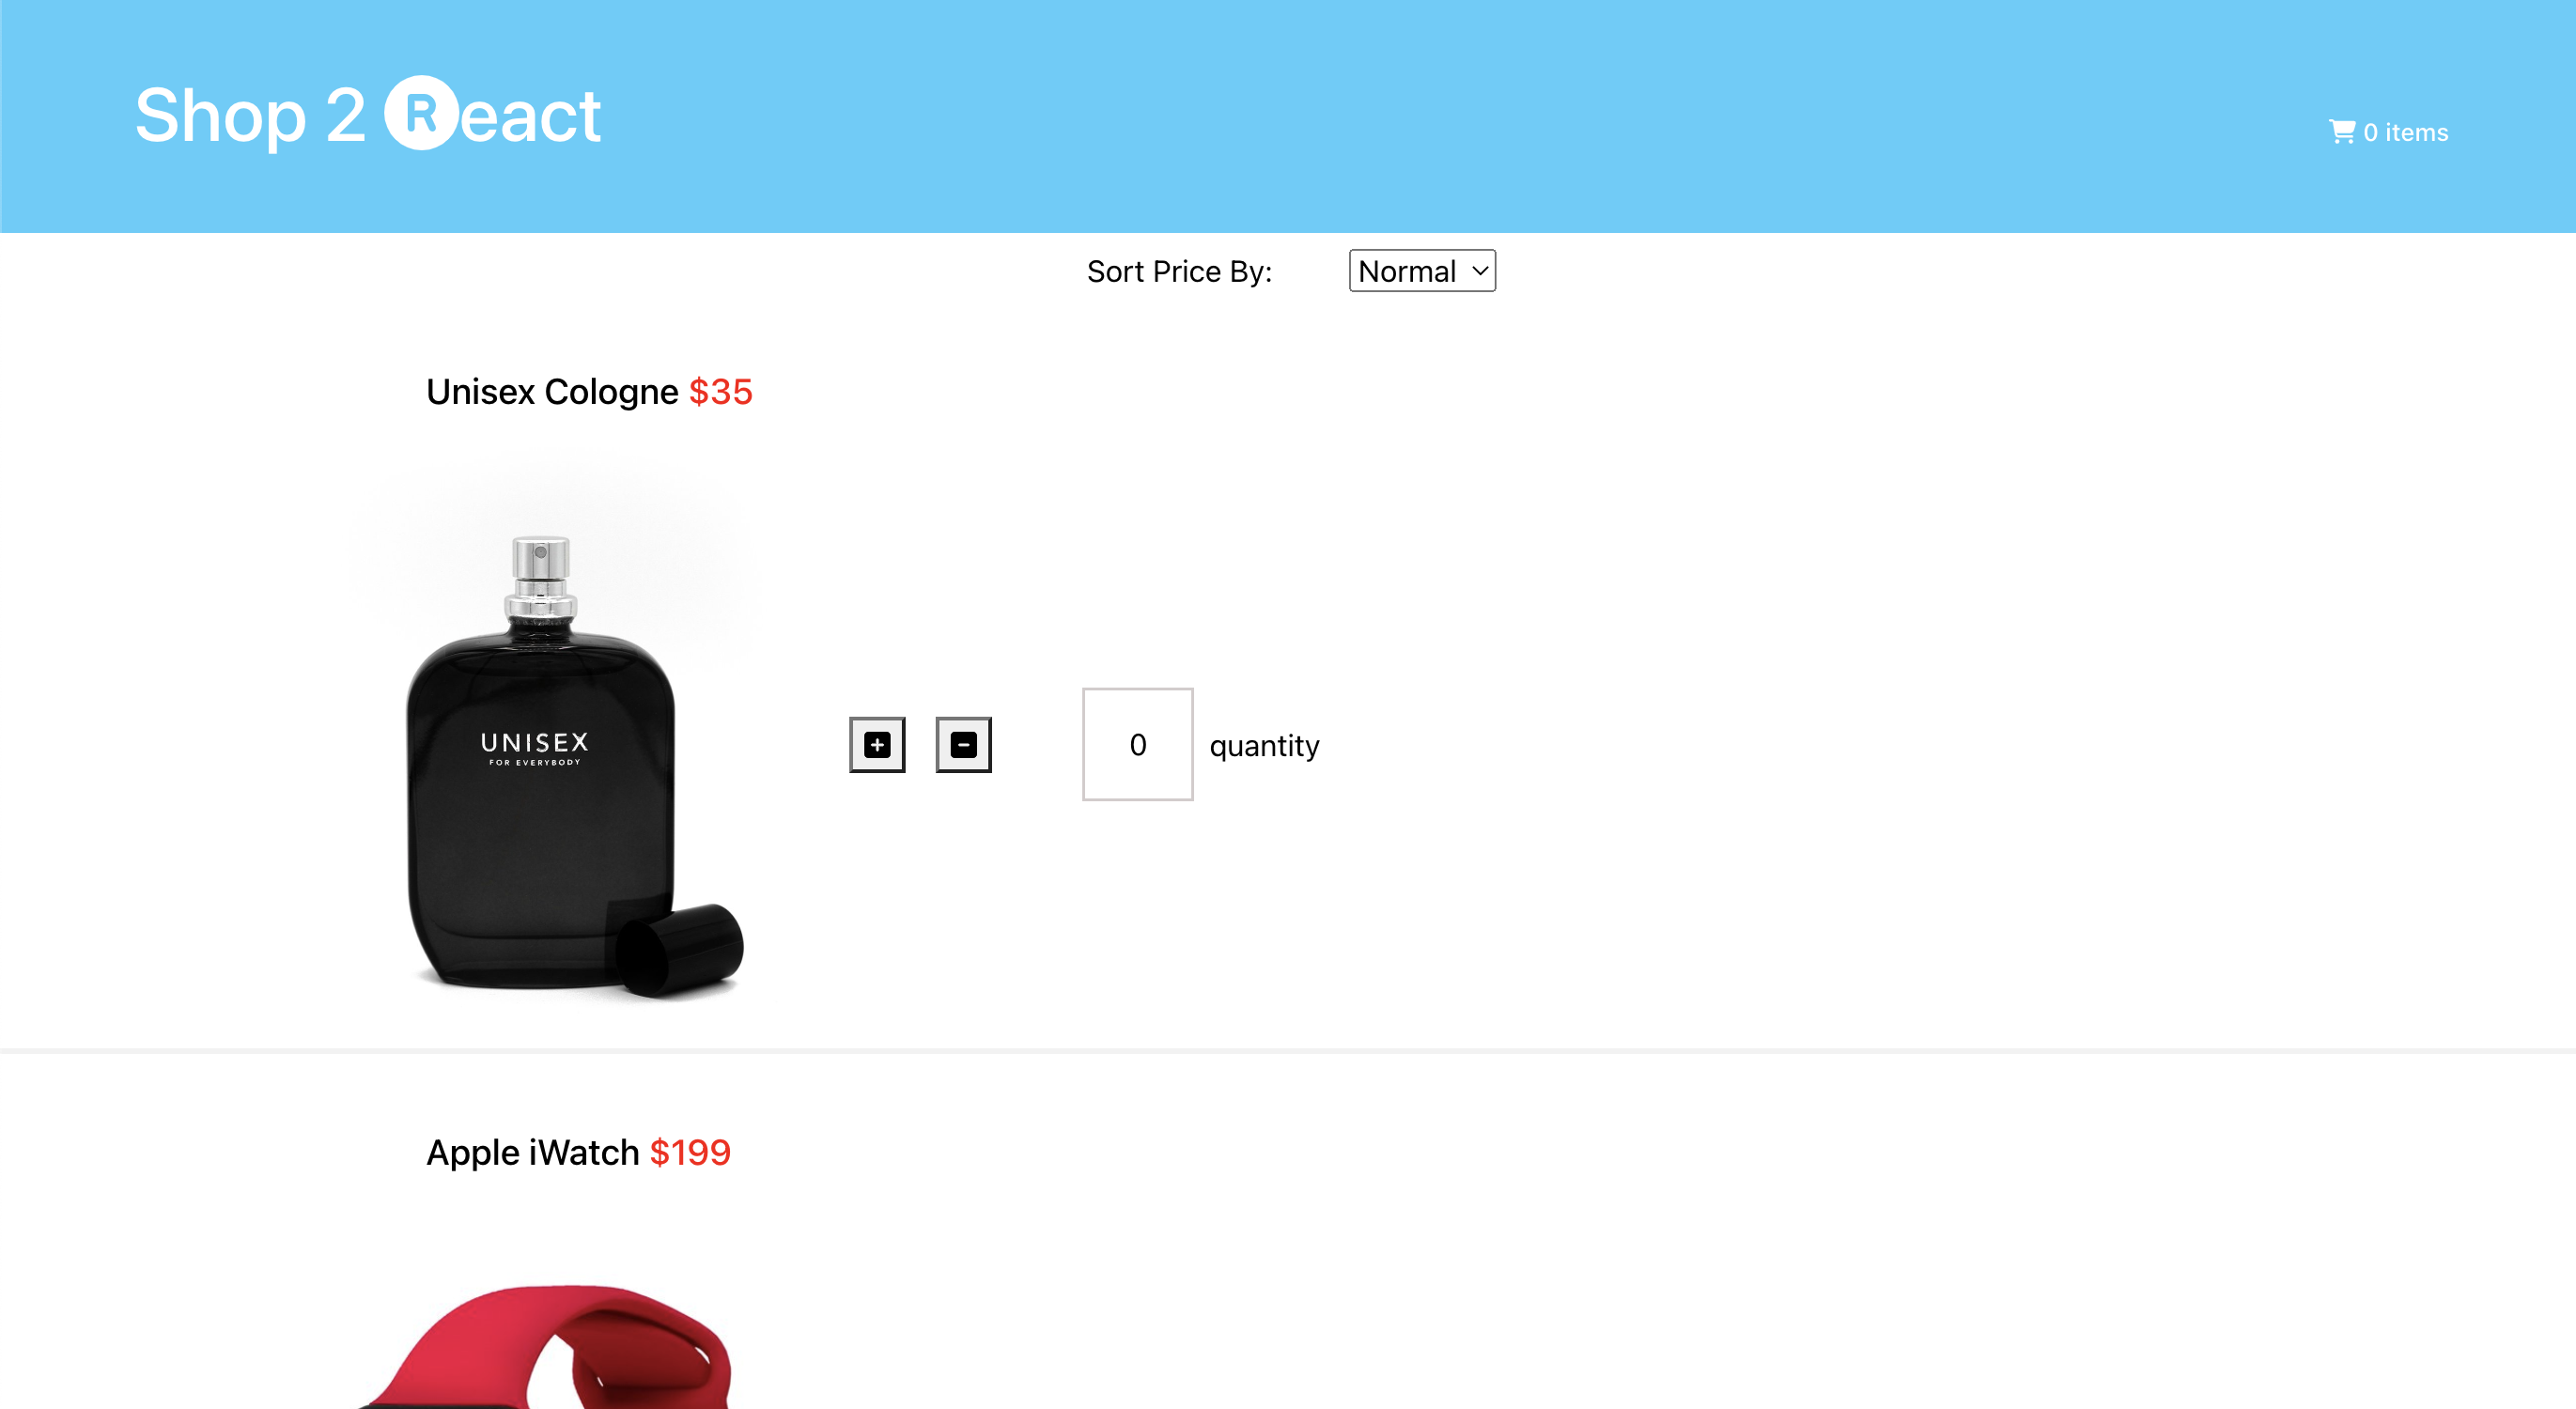 Shop 2 React
0 items
Sort Price By: Normal
Unisex Cologne $35
UNISEX
FOR EVERYBODY
0 quantity
Apple iWatch $199